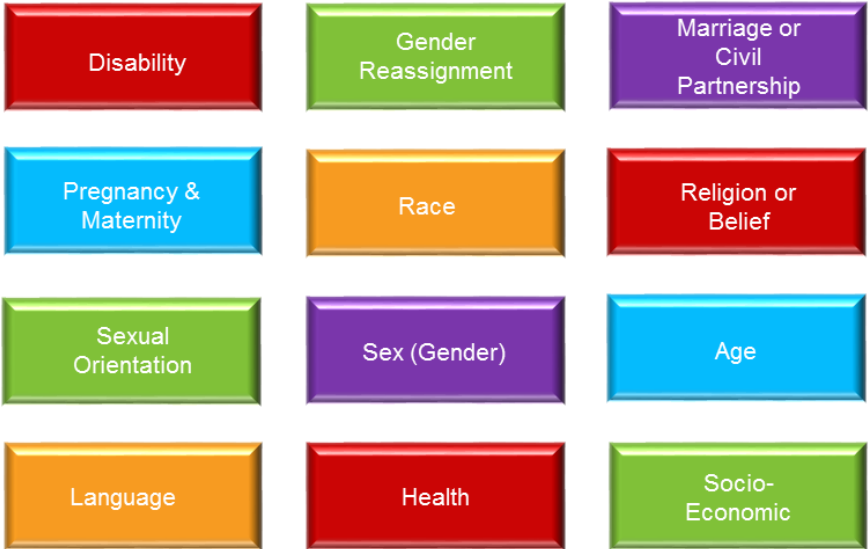 Disability
Gender
Reassignment
Marriage or
Civil
Partnership
Pregnancy &
Maternity
Race
Religion or
Belief
Sexual
Orientation
Sex (Gender)
Age
Language
Health
Socio-
Economic